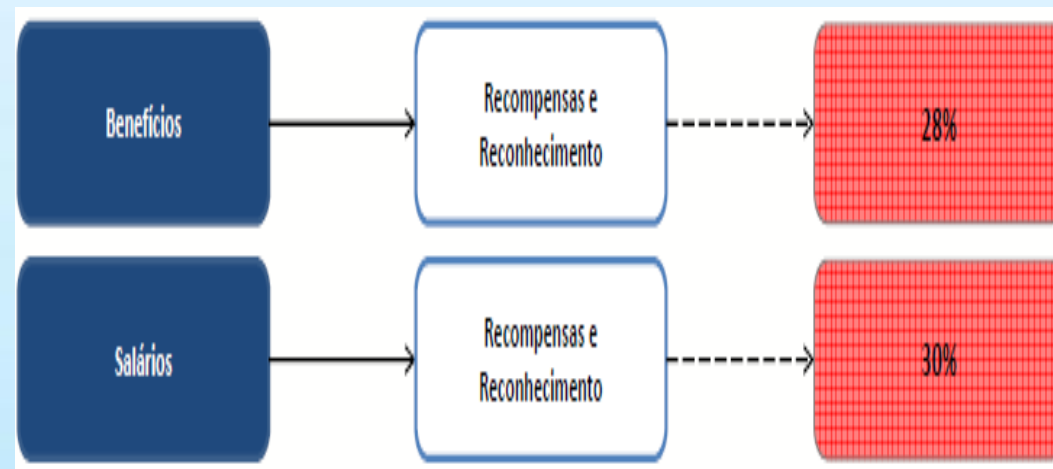 Benefícios
Recompensas e
Reconhecimento
28%
Salários
Recompensas e
Reconhecimento
30%